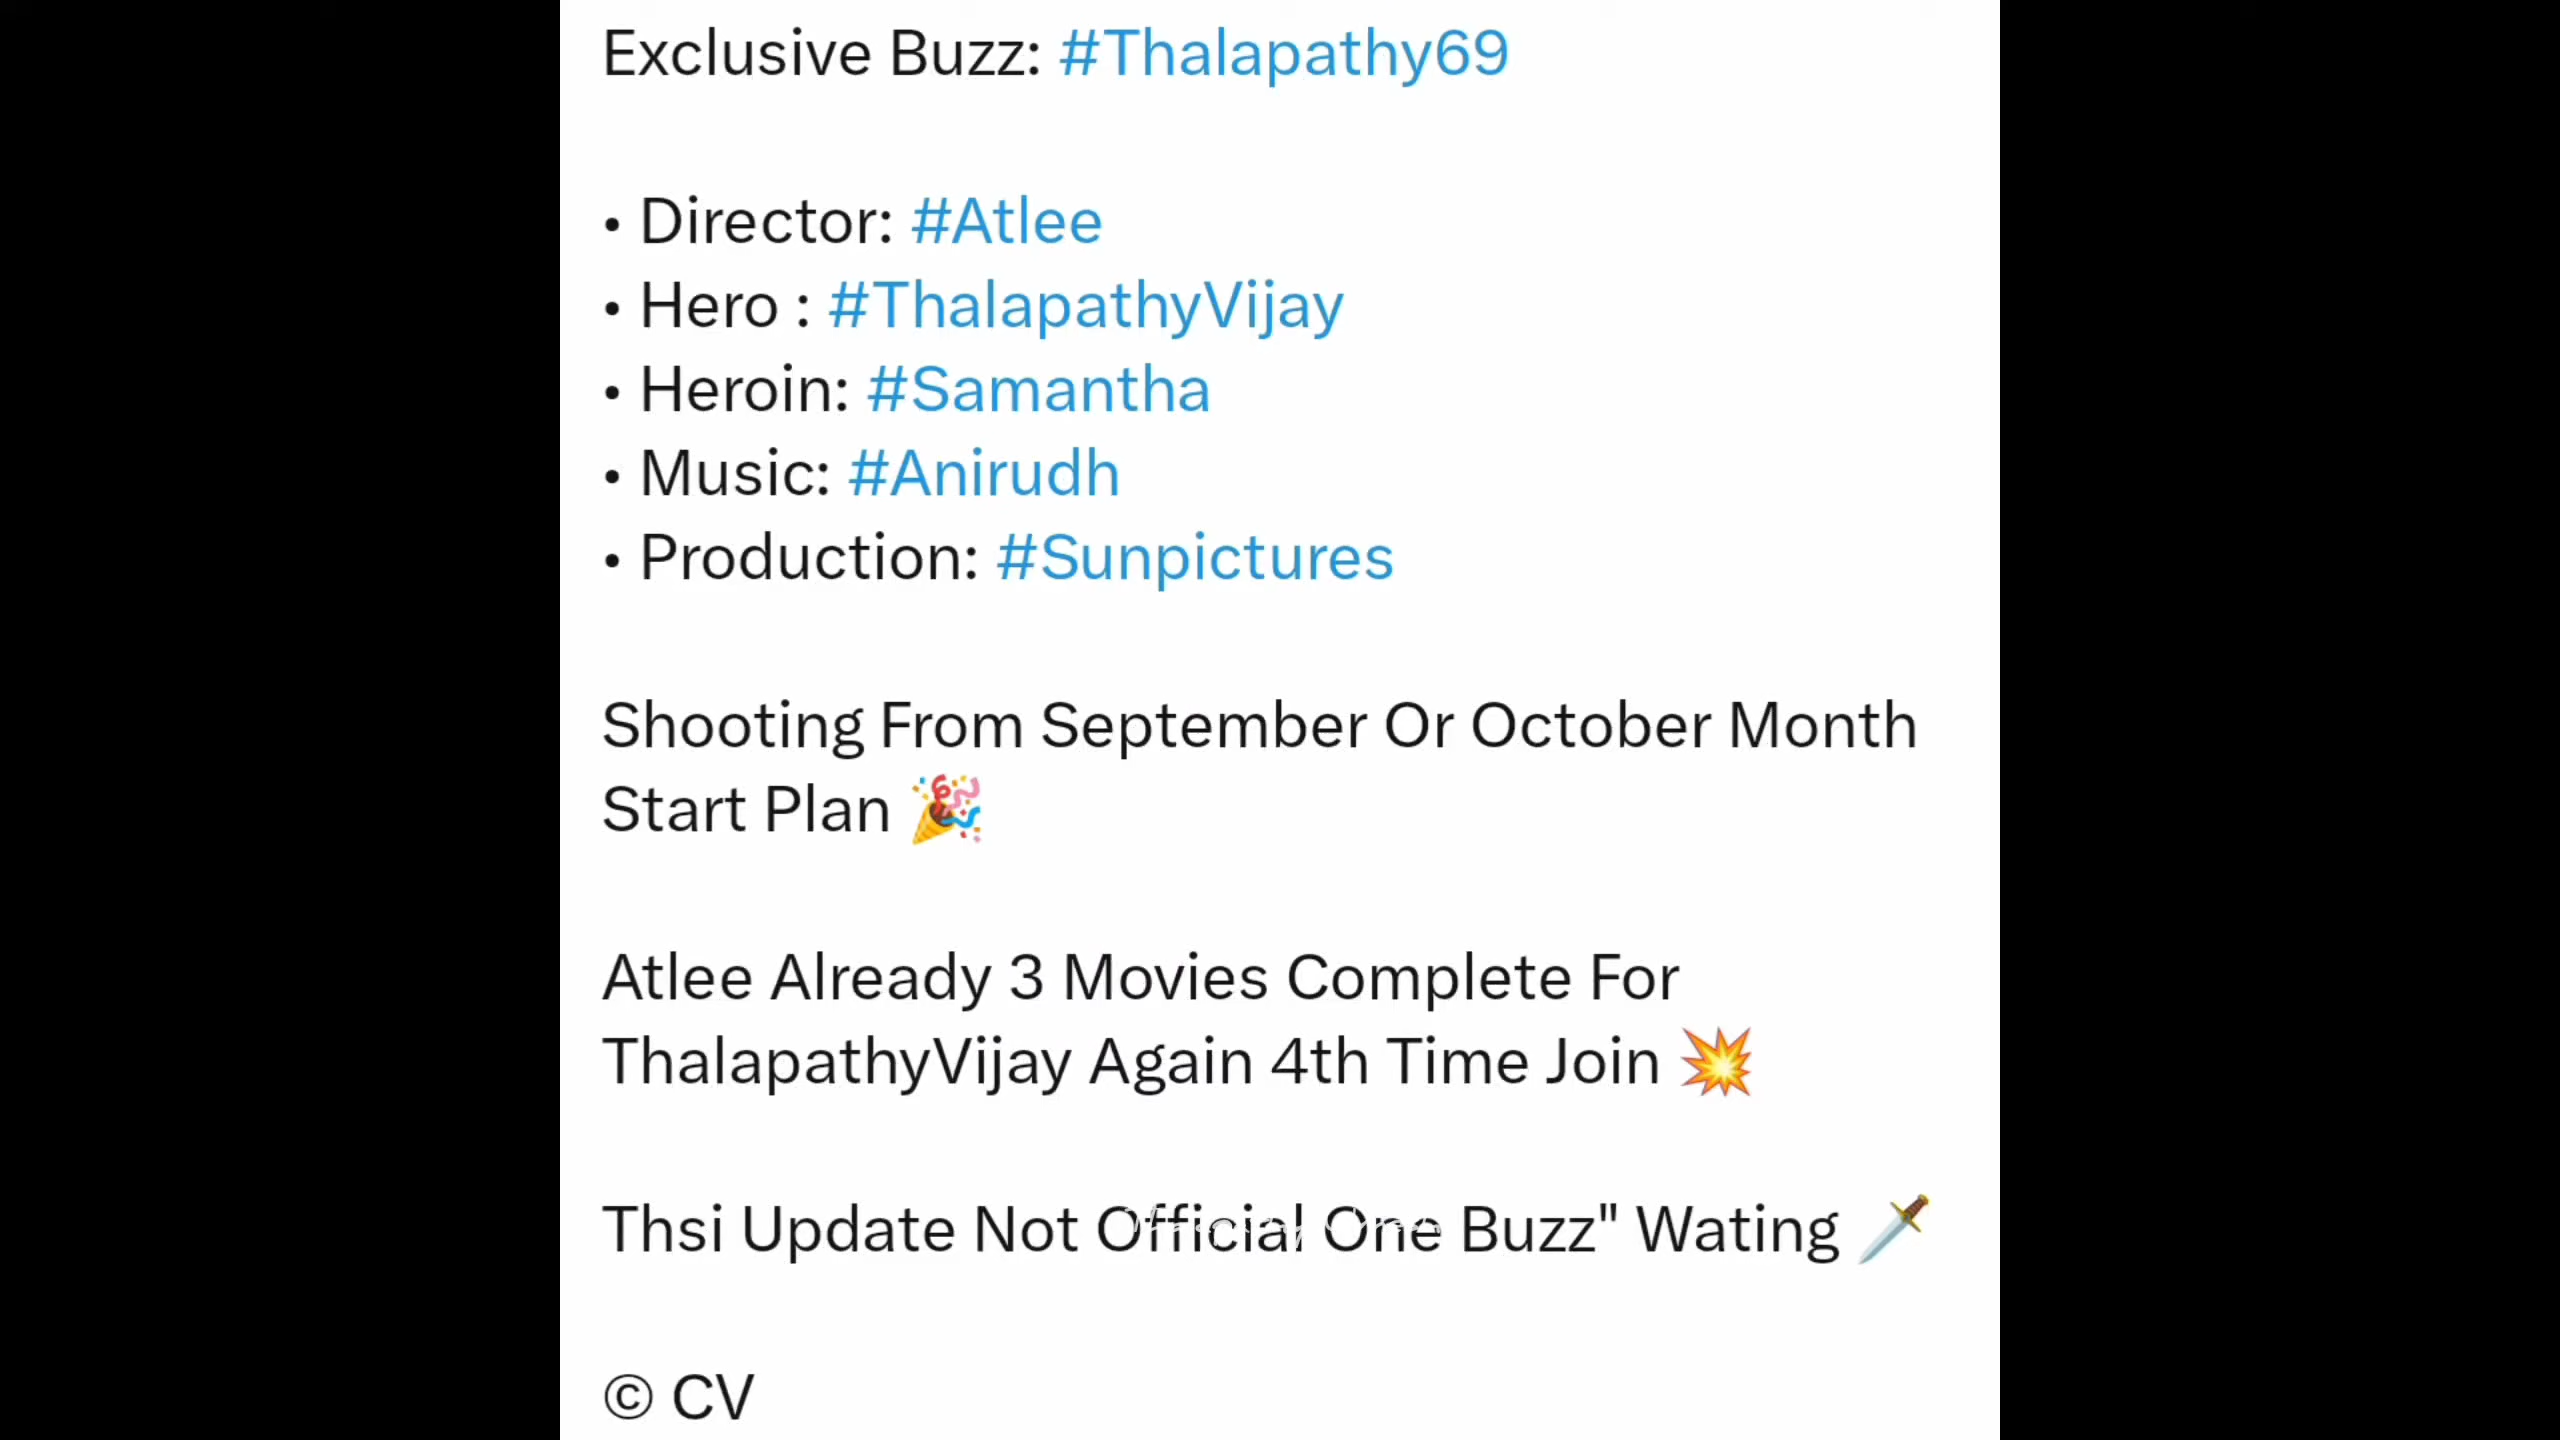 Exclusive Buzz: #Thalapathy69
• Director: #Atlee
• Hero : #ThalapathyVijay
• Heroin: #Samantha
• Music: #Anirudh
• Production: #Sunpictures
Shooting From September Or October Month
Start Plan 🎉
Atlee Already 3 Movies Complete For
ThalapathyVijay Again 4th Time Join 💥
Thsi Update Not Official One Buzz" Wating 🗡️
© CV